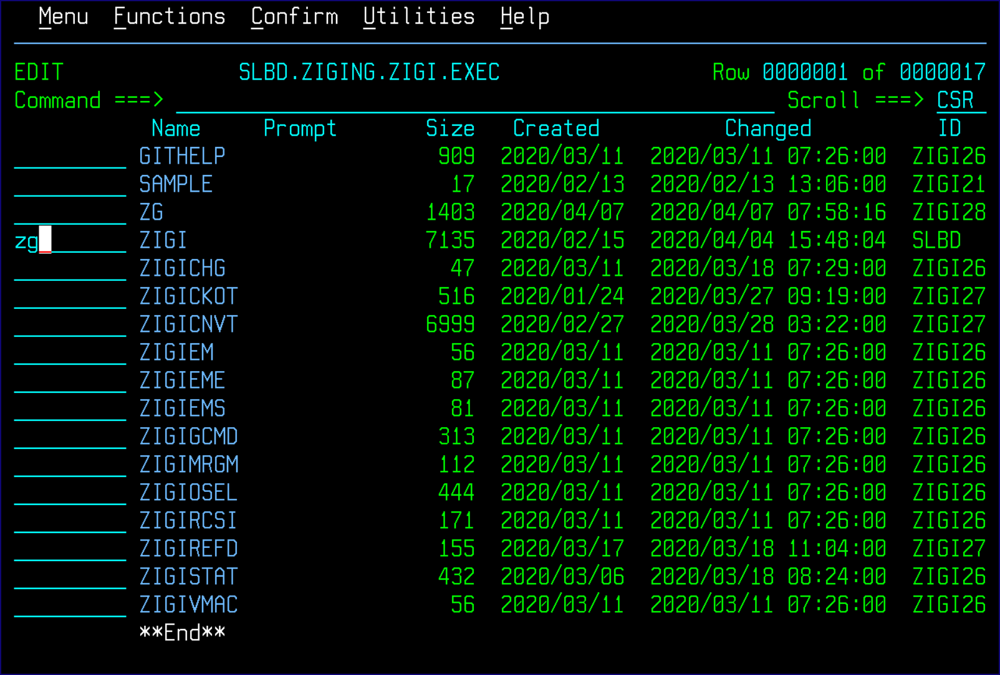 Menu Functions Confirm Utilities Help
EDIT SLBD.ZIGING.ZIGI.EXEC Row 0000001 of 0000017
Command ===> Scroll ===> CSR
Name Prompt Size Created Changed ID
GITHELP 909 2020/03/11 2020/03/11 07:26:00 ZIGI26
SAMPLE 17 2020/02/13 2020/02/13 13:06:00 ZIGI21
ZG 1403 2020/04/07 2020/04/07 07:58:16 ZIGI28
zg ZIGI 7135 2020/02/15 2020/04/04 15:48:04 SLBD
ZIGICHG 47 2020/03/11 2020/03/18 07:29:00 ZIGI26
ZIGICKOT 516 2020/01/24 2020/03/27 09:19:00 ZIGI27
ZIGICNVT 6999 2020/02/27 2020/03/28 03:22:00 ZIGI27
ZIGIEM 56 2020/03/11 2020/03/11 07:26:00 ZIGI26
ZIGIEME 87 2020/03/11 2020/03/11 07:26:00 ZIGI26
ZIGIEMS 81 2020/03/11 2020/03/11 07:26:00 ZIGI26
ZIGIGCMD 313 2020/03/11 2020/03/11 07:26:00 ZIGI26
ZIGIMRGM 112 2020/03/11 2020/03/11 07:26:00 ZIGI26
ZIGIOSEL 444 2020/03/11 2020/03/11 07:26:00 ZIGI26
ZIGIRCSI 171 2020/03/11 2020/03/11 07:26:00 ZIGI26
ZIGIREFD 155 2020/03/17 2020/03/18 11:04:00 ZIGI27
ZIGISTAT 432 2020/03/06 2020/03/18 08:24:00 ZIGI26
ZIGIVMAC 56 2020/03/11 2020/03/11 07:26:00 ZIGI26
**End**